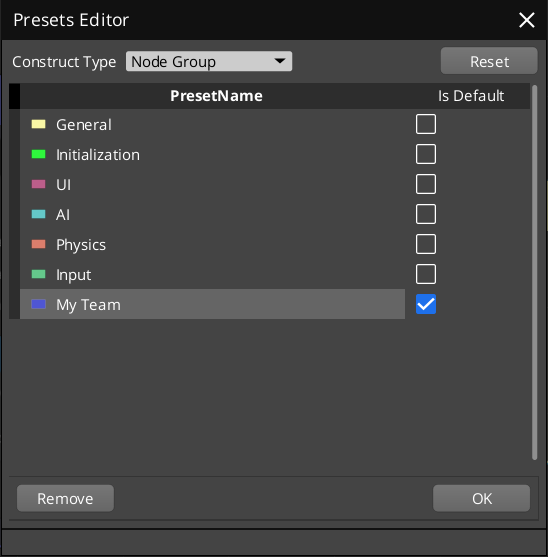 Presets Editor
Construct Type Node Group Reset
PresetName Is Default
General
Initialization
UI
AI
Physics
Input
My Team
Remove OK